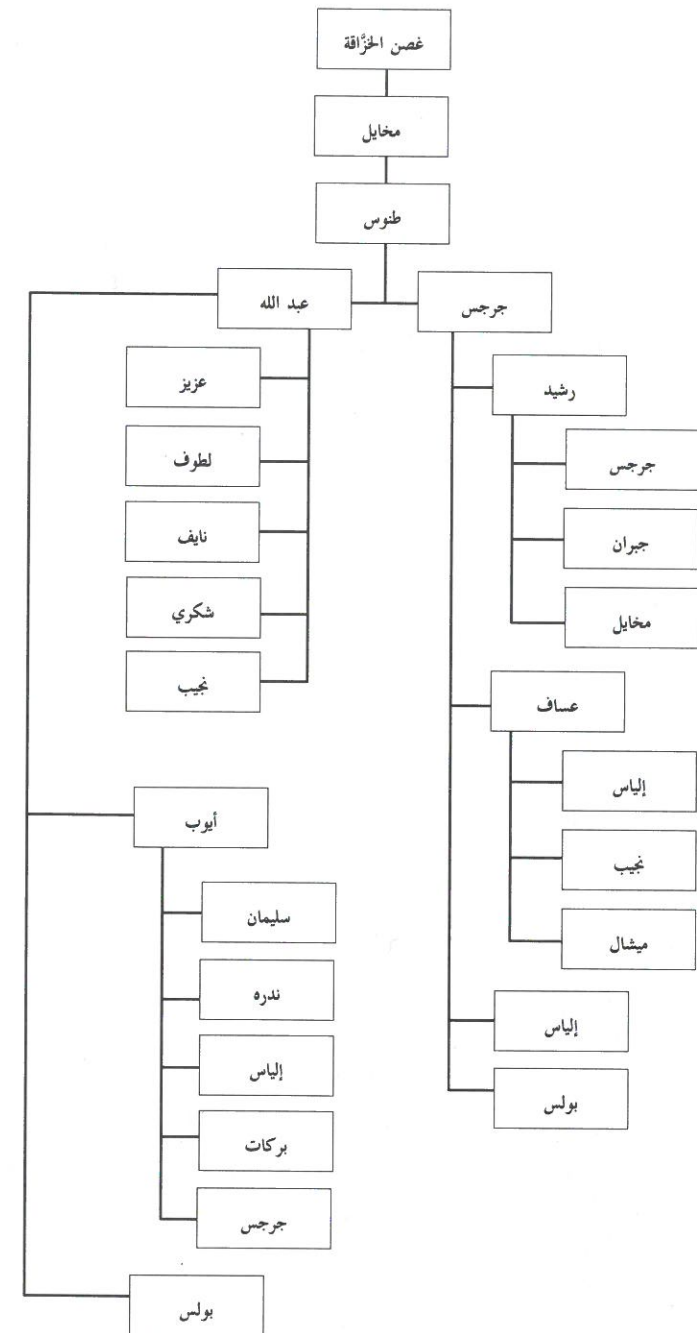 غصن الخزَّاقة
مخايل
طنوس
جرجس
رشيد
جرجس
جبران
مخايل
عساف
إلياس
نجيب
ميشال
إلياس
بولس
عبد الله
عزيز
لطوف
نايف
شكري
نجيب
أيوب
سليمان
ندره
إلياس
بركات
جرجس
بولس